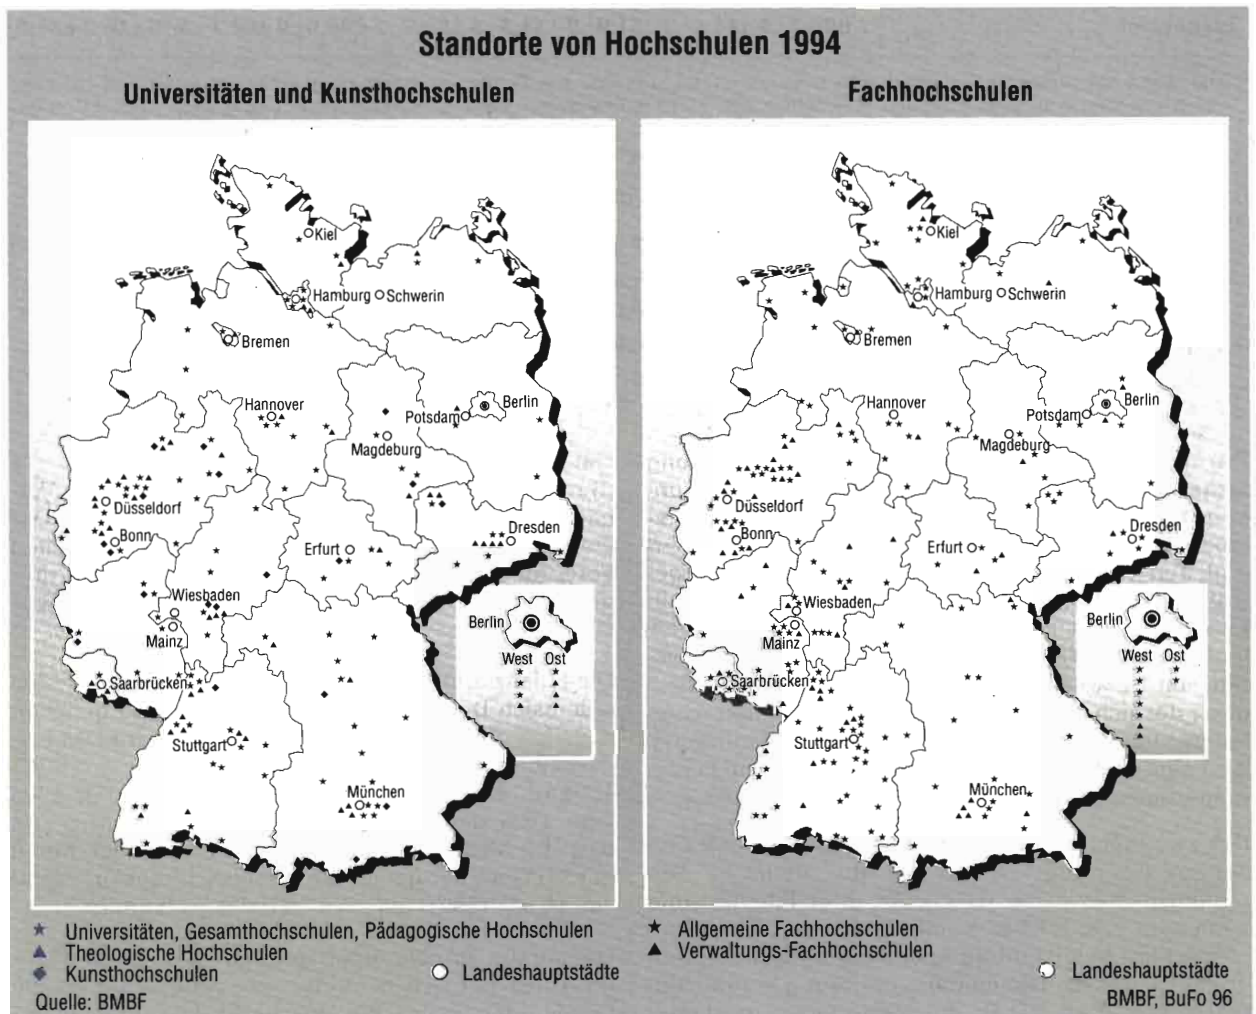 Standorte von Hochschulen 1994
Universitäten und Kunsthochschulen
Kiel
Hamburg
Schwerin
Bremen
Hannover
Berlin
Potsdam
Magdeburg
Düsseldorf
Bonn
Dresden
Erfurt
Wiesbaden
Mainz
Saarbrücken
Stuttgart
München
Berlin
West Ost
Universitäten, Gesamthochschulen, Pädagogische Hochschulen
Theologische Hochschulen
Kunsthochschulen
Landeshauptstädte
Quelle: BMBF
Fachhochschulen
Kiel
Hamburg
Schwerin
Bremen
Hannover
Berlin
Potsdam
Magdeburg
Düsseldorf
Bonn
Dresden
Erfurt
Wiesbaden
Mainz
Saarbrücken
Stuttgart
München
Berlin
West Ost
Allgemeine Fachhochschulen
Verwaltungs-Fachhochschulen
Landeshauptstädte
BMBF, BuFo 96